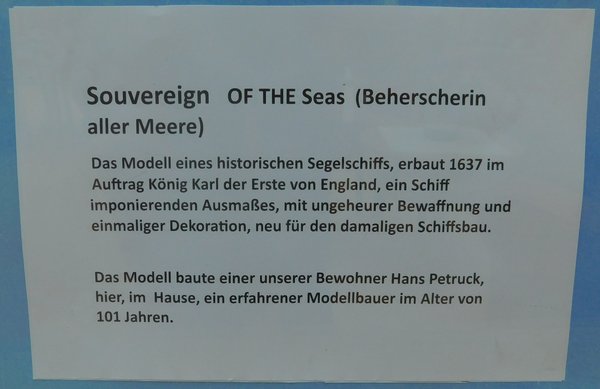 Souvereign OF THE Seas (Beherscherin
aller Meere)
Das Modell eines historischen Segelschiffs, erbaut 1637 im
Auftrag König Karl der Erste von England, ein Schiff
imponierenden Ausmaßes, mit ungeheurer Bewaffnung und
einmaliger Dekoration, neu für den damaligen Schiffsbau.
Das Modell baute einer unserer Bewohner Hans Petruck,
hier, im Hause, ein erfahrener Modellbauer im Alter von
101 Jahren.